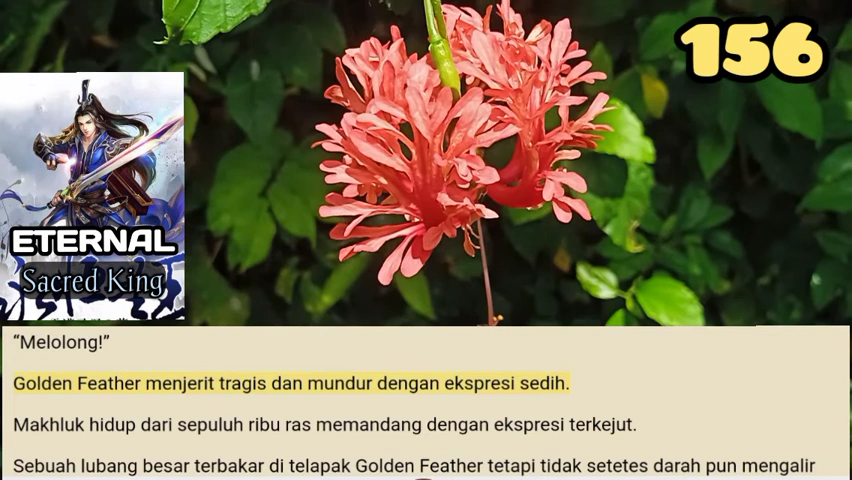 156
ETERNAL
Sacred King
“Melolong!”
Golden Feather menjerit tragis dan mundur dengan ekspresi sedih.
Makhluk hidup dari sepuluh ribu ras memandang dengan ekspresi terkejut.
Sebuah lubang besar terbakar di telapak Golden Feather tetapi tidak setetes darah pun mengalir